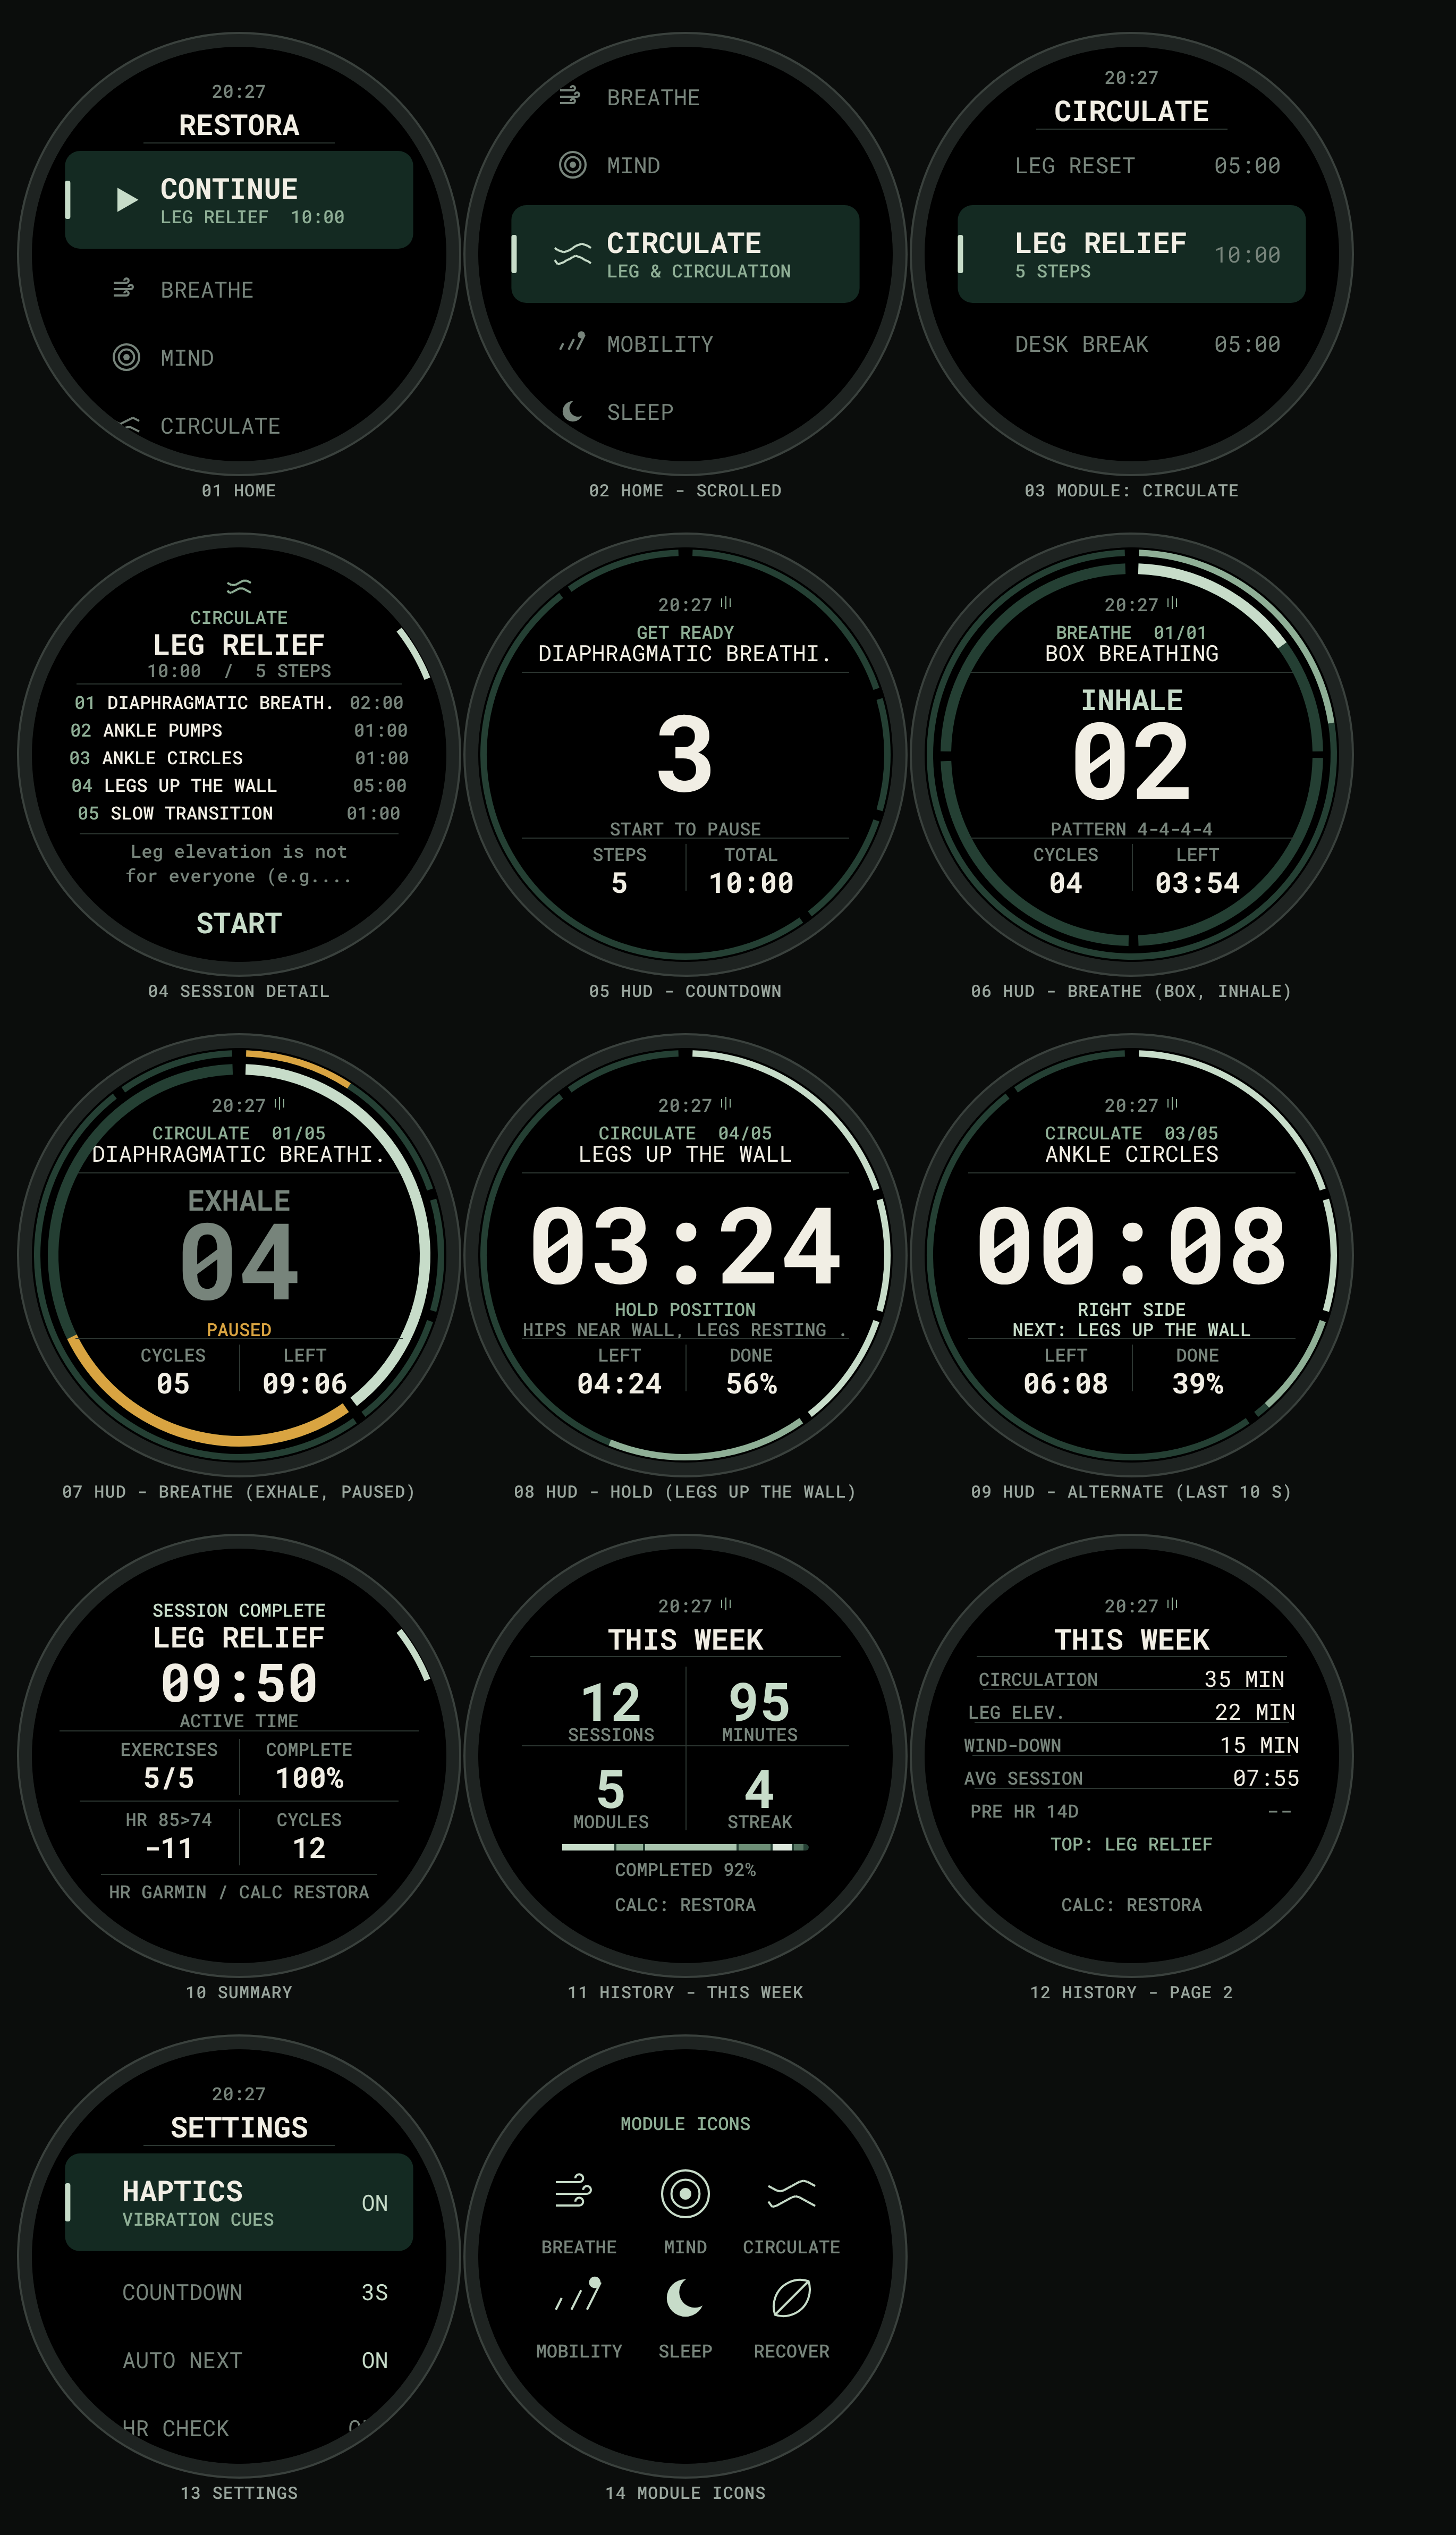 20:27
RESTORA
CONTINUE
LEG RELIEF 10:00
BREATHE
MIND
CIRCULATE
01 HOME
BREATHE
MIND
CIRCULATE
LEG & CIRCULATION
MOBILITY
SLEEP
02 HOME - SCROLLED
20:27
CIRCULATE
LEG RESET 05:00
LEG RELIEF 10:00
5 STEPS
DESK BREAK 05:00
03 MODULE: CIRCULATE
CIRCULATE
LEG RELIEF
10:00 / 5 STEPS
01 DIAPHRAGMATIC BREATH. 02:00
02 ANKLE PUMPS 01:00
03 ANKLE CIRCLES 01:00
04 LEGS UP THE WALL 05:00
05 SLOW TRANSITION 01:00
Leg elevation is not
for everyone (e.g....
START
04 SESSION DETAIL
20:27
GET READY
DIAPHRAGMATIC BREATHI.
3
START TO PAUSE
STEPS TOTAL
5 10:00
05 HUD - COUNTDOWN
20:27
BREATHE 01/01
BOX BREATHING
INHALE
02
PATTERN 4-4-4-4
CYCLES LEFT
04 03:54
06 HUD - BREATHE (BOX, INHALE)
20:27
CIRCULATE 01/05
DIAPHRAGMATIC BREATHI.
EXHALE
04
PAUSED
CYCLES LEFT
05 09:06
07 HUD - BREATHE (EXHALE, PAUSED)
20:27
CIRCULATE 04/05
LEGS UP THE WALL
03:24
HOLD POSITION
HIPS NEAR WALL, LEGS RESTING .
LEFT DONE
04:24 56%
08 HUD - HOLD (LEGS UP THE WALL)
20:27
CIRCULATE 03/05
ANKLE CIRCLES
00:08
RIGHT SIDE
NEXT: LEGS UP THE WALL
LEFT DONE
06:08 39%
09 HUD - ALTERNATE (LAST 10 S)
SESSION COMPLETE
LEG RELIEF
09:50
ACTIVE TIME
EXERCISES COMPLETE
5/5 100%
HR 85>74 CYCLES
-11 12
HR GARMIN / CALC RESTORA
10 SUMMARY
20:27
THIS WEEK
12 95
SESSIONS MINUTES
5 4
MODULES STREAK
COMPLETED 92%
CALC: RESTORA
11 HISTORY - THIS WEEK
20:27
THIS WEEK
CIRCULATION 35 MIN
LEG ELEV. 22 MIN
WIND-DOWN 15 MIN
AVG SESSION 07:55
PRE HR 14D --
TOP: LEG RELIEF
CALC: RESTORA
12 HISTORY - PAGE 2
20:27
SETTINGS
HAPTICS ON
VIBRATION CUES
COUNTDOWN 3S
AUTO NEXT ON
HR CHECK
13 SETTINGS
MODULE ICONS
BREATHE MIND CIRCULATE
MOBILITY SLEEP RECOVER
14 MODULE ICONS